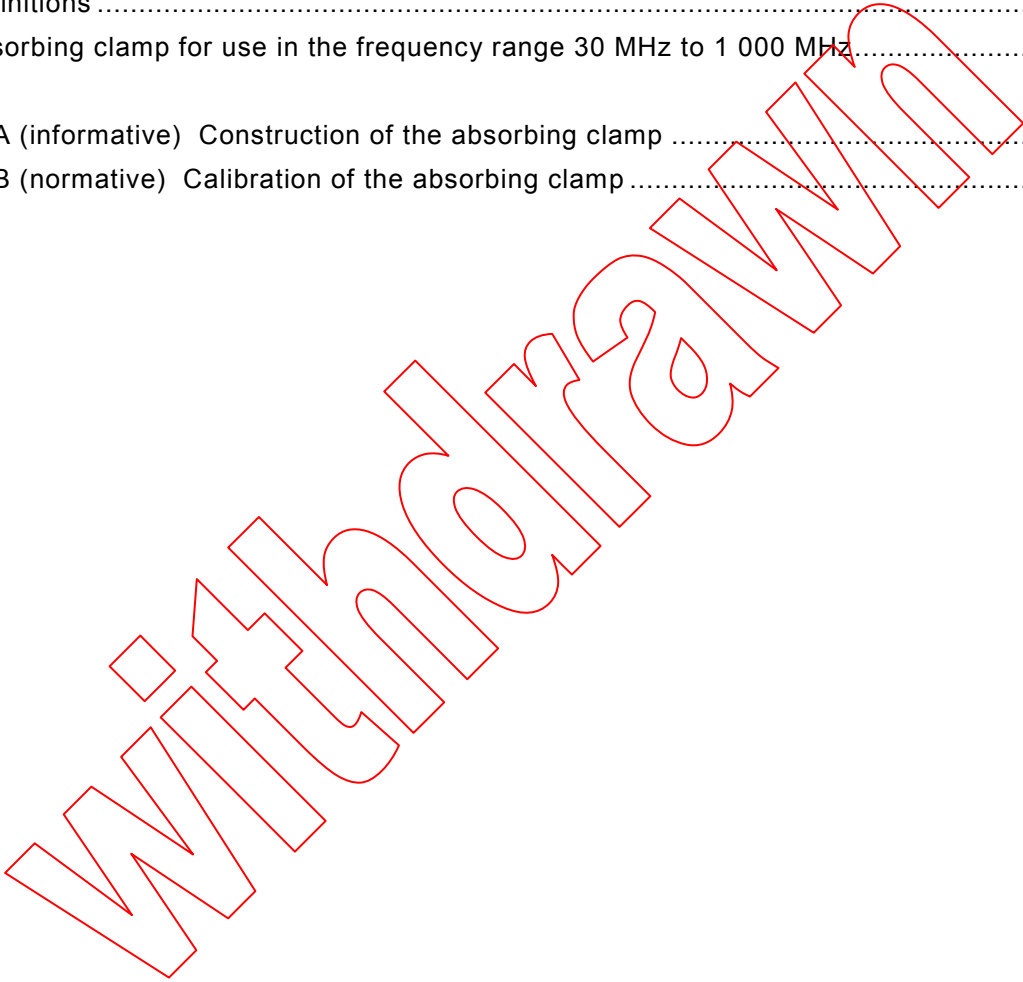 initions ....................................................................................................................
sorbing clamp for use in the frequency range 30 MHz to 1 000 MHz .....................
A (informative) Construction of the absorbing clamp ............................................
B (normative) Calibration of the absorbing clamp .................................................
withdrawn